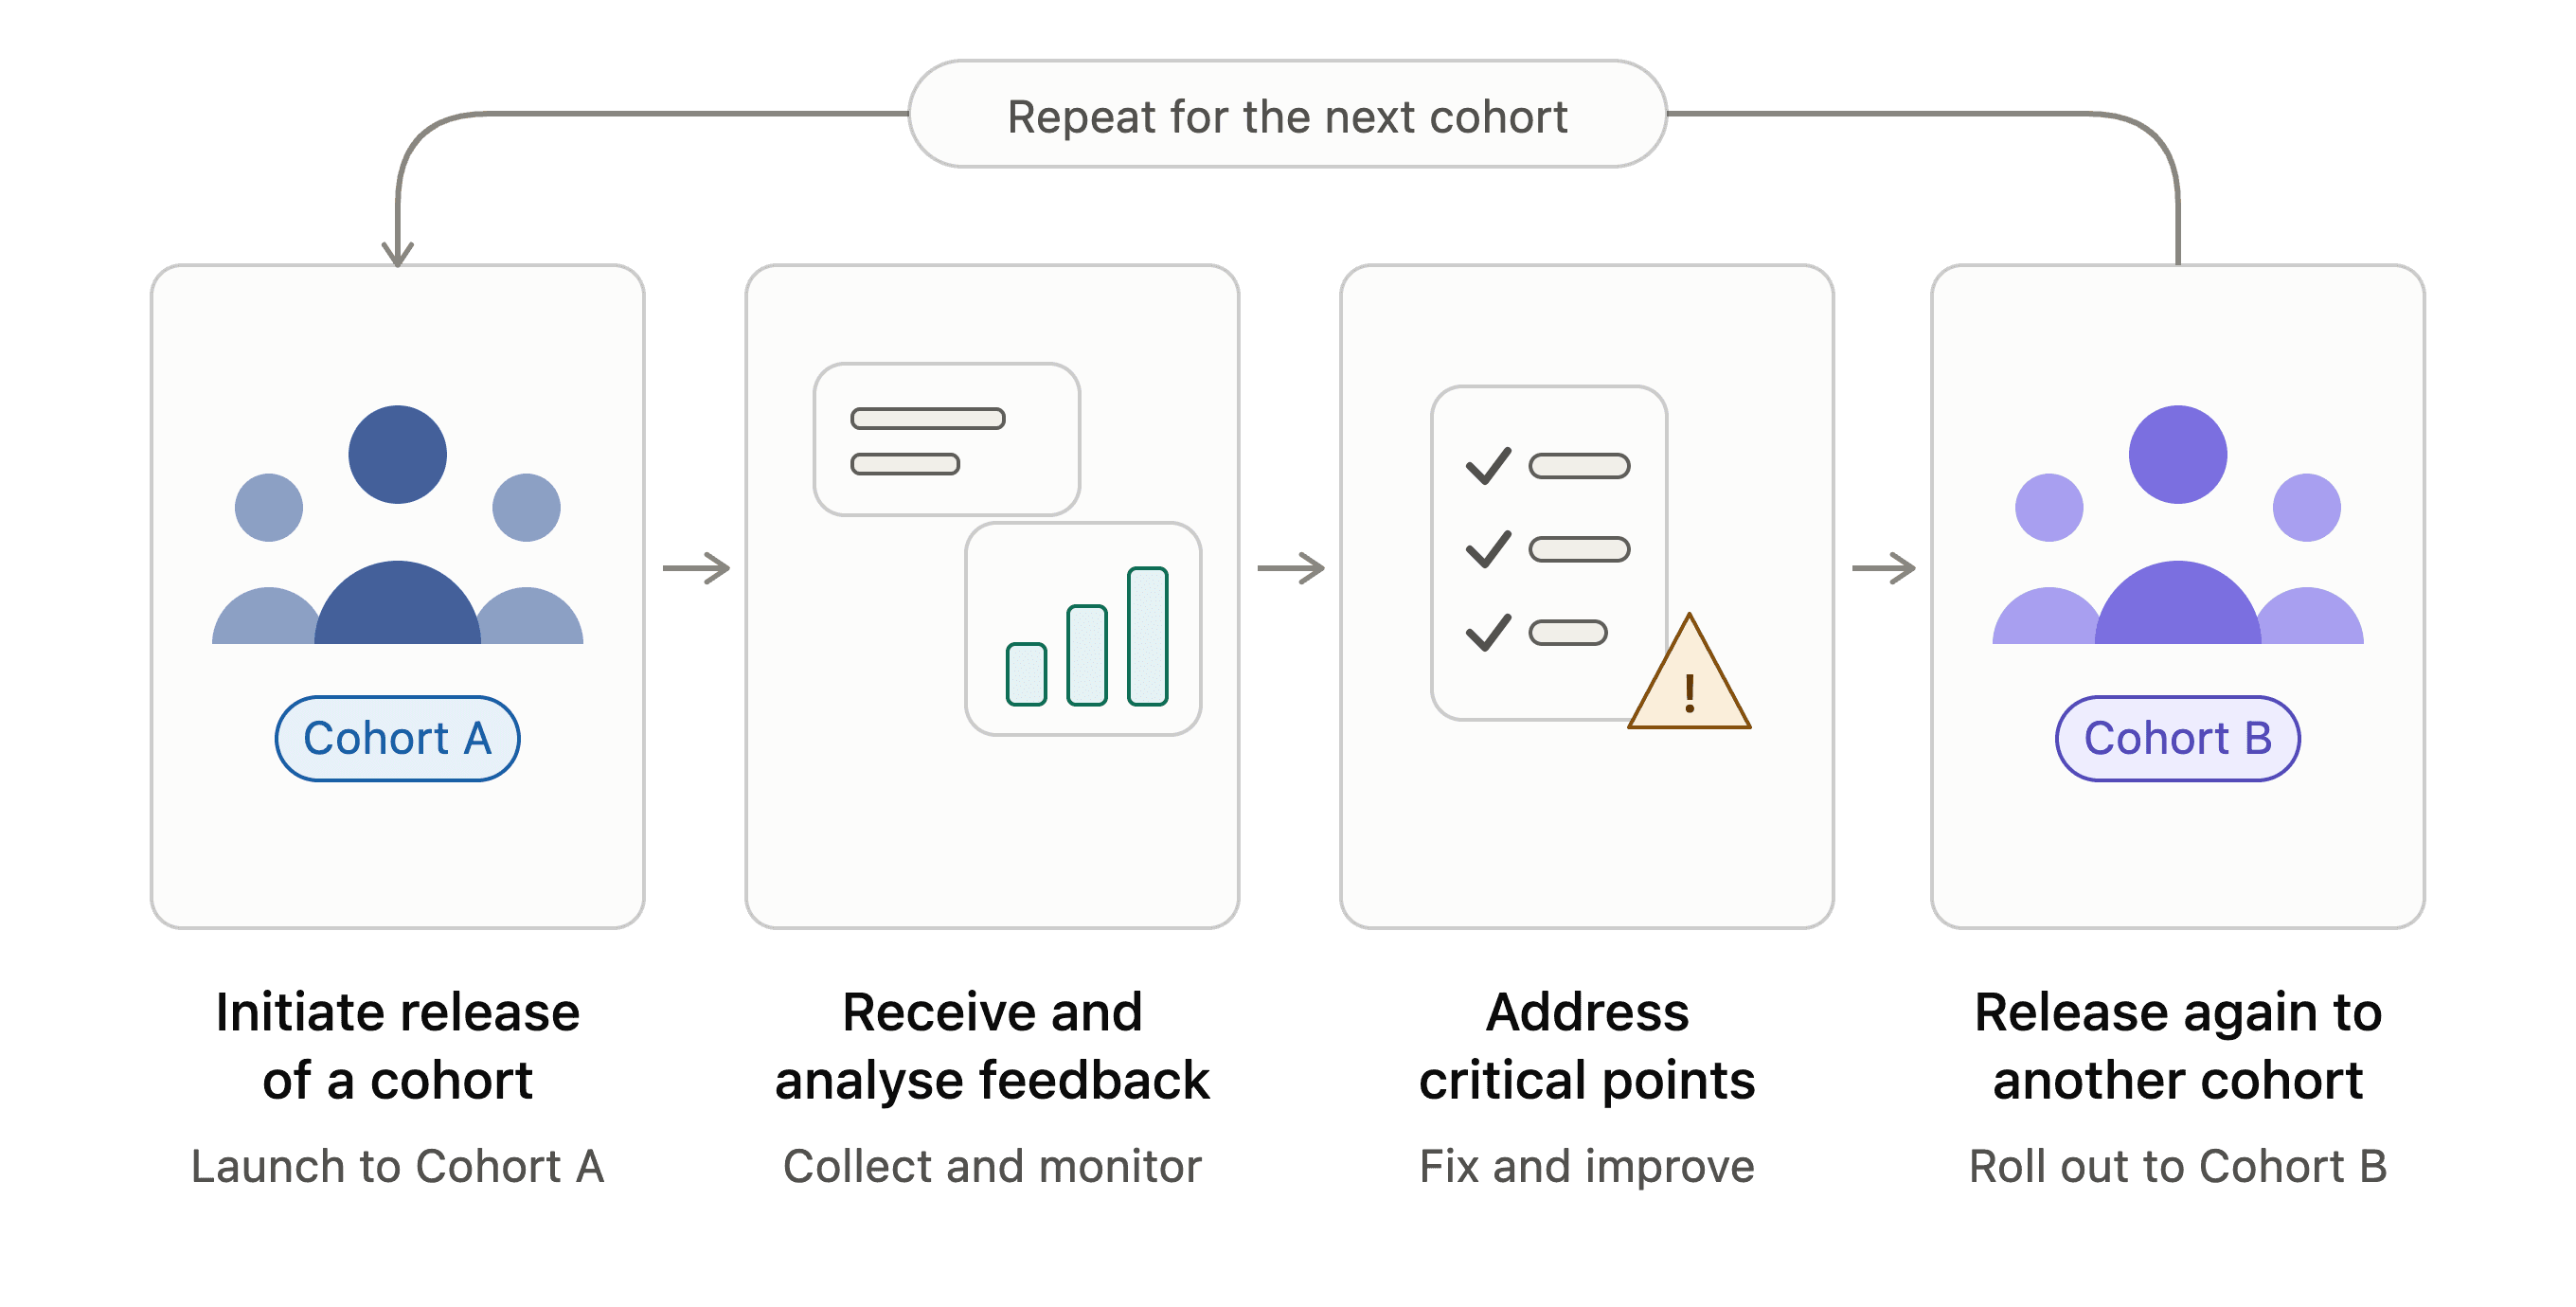 Repeat for the next cohort
Cohort A
!
Cohort B
Initiate release
of a cohort
Launch to Cohort A
Receive and
analyse feedback
Collect and monitor
Address
critical points
Fix and improve
Release again to
another cohort
Roll out to Cohort B